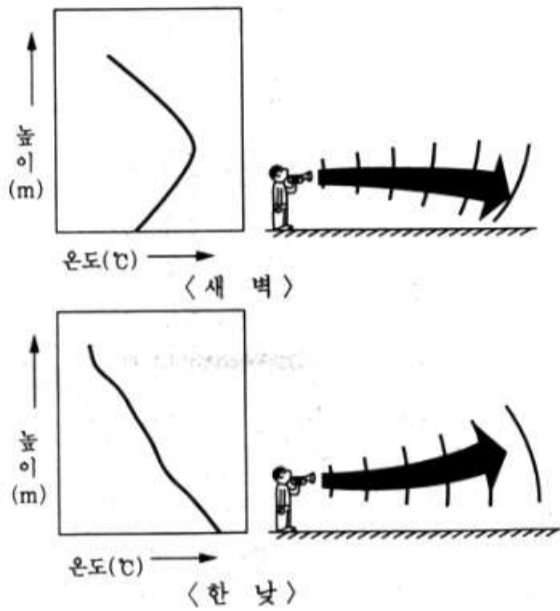 높이
(m)
온도(℃)
〈새 벽〉
높이
(m)
온도(℃)
〈한 낮〉